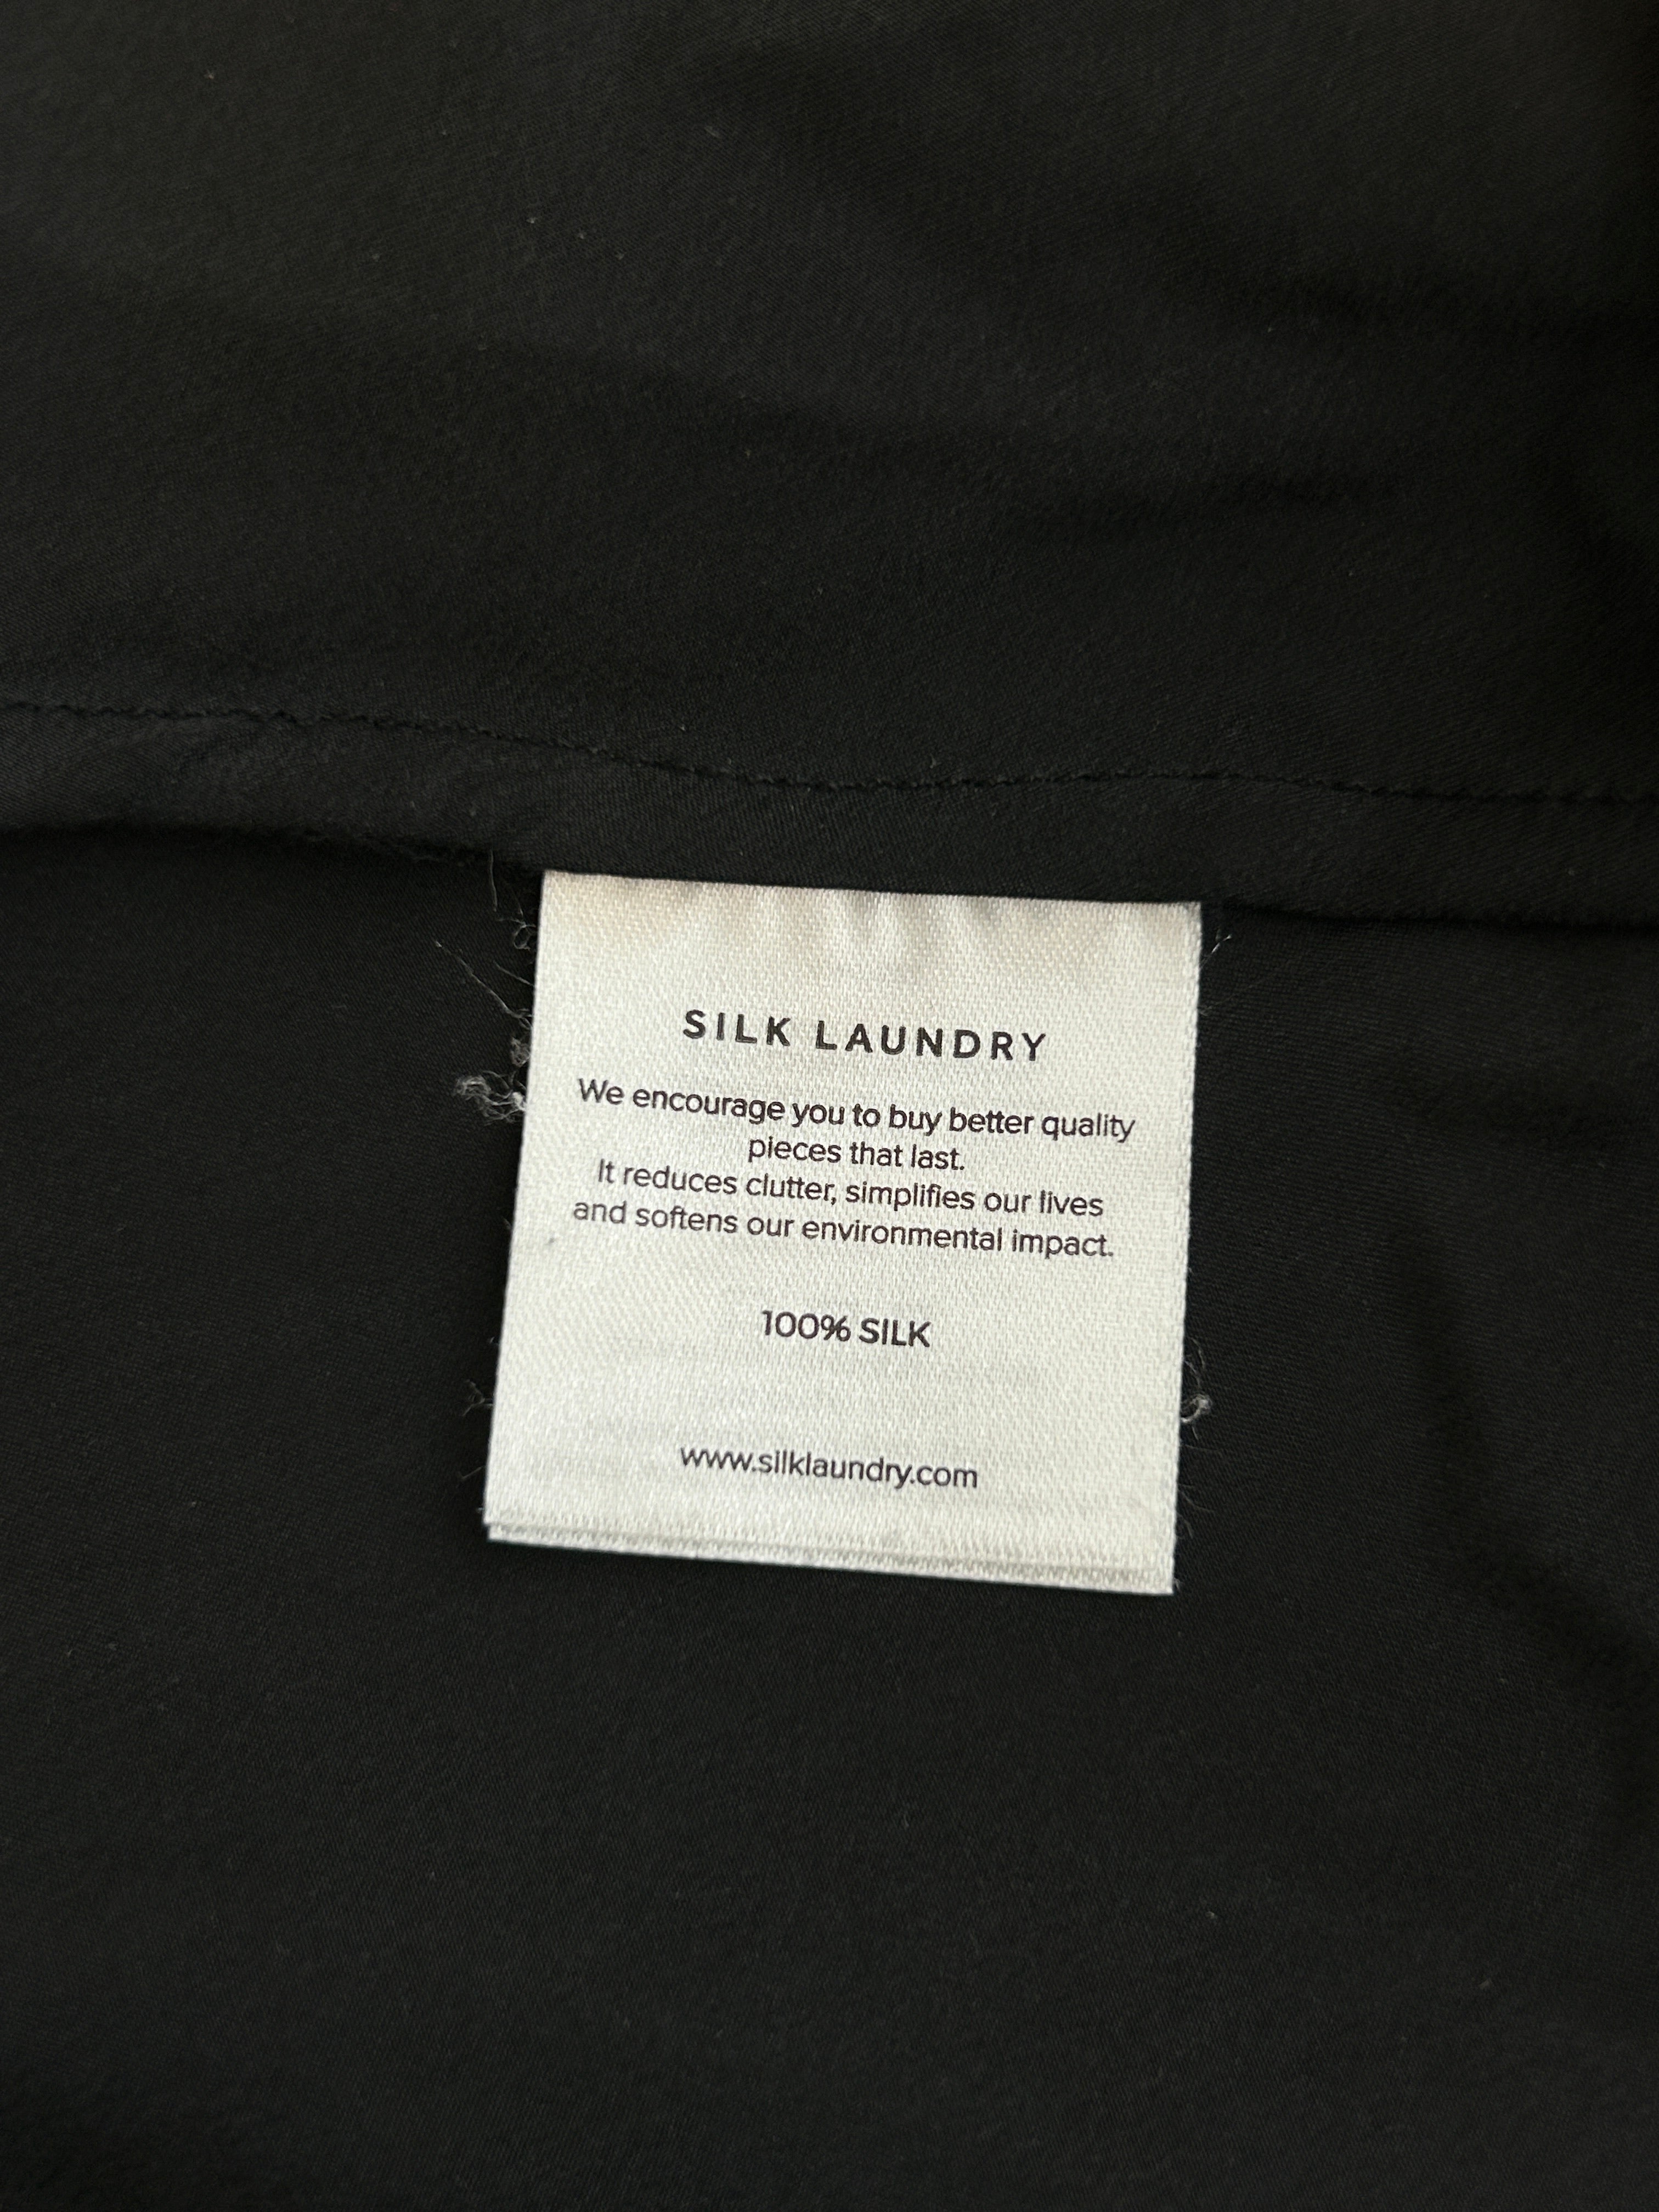 SILK LAUNDRY
We encourage you to buy better quality
pieces that last.
It reduces clutter, simplifies our lives
and softens our environmental impact.
100% SILK
www.silklaundry.com